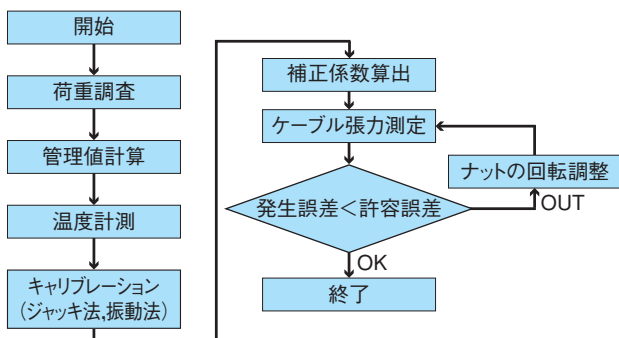 開始
荷重調査
管理値計算
温度計測
キャリブレーション
（ジャッキ法,振動法）
補正係数算出
ケーブル張力測定
発生誤差＜許容誤差
ナットの回転調整
OUT
OK
終了